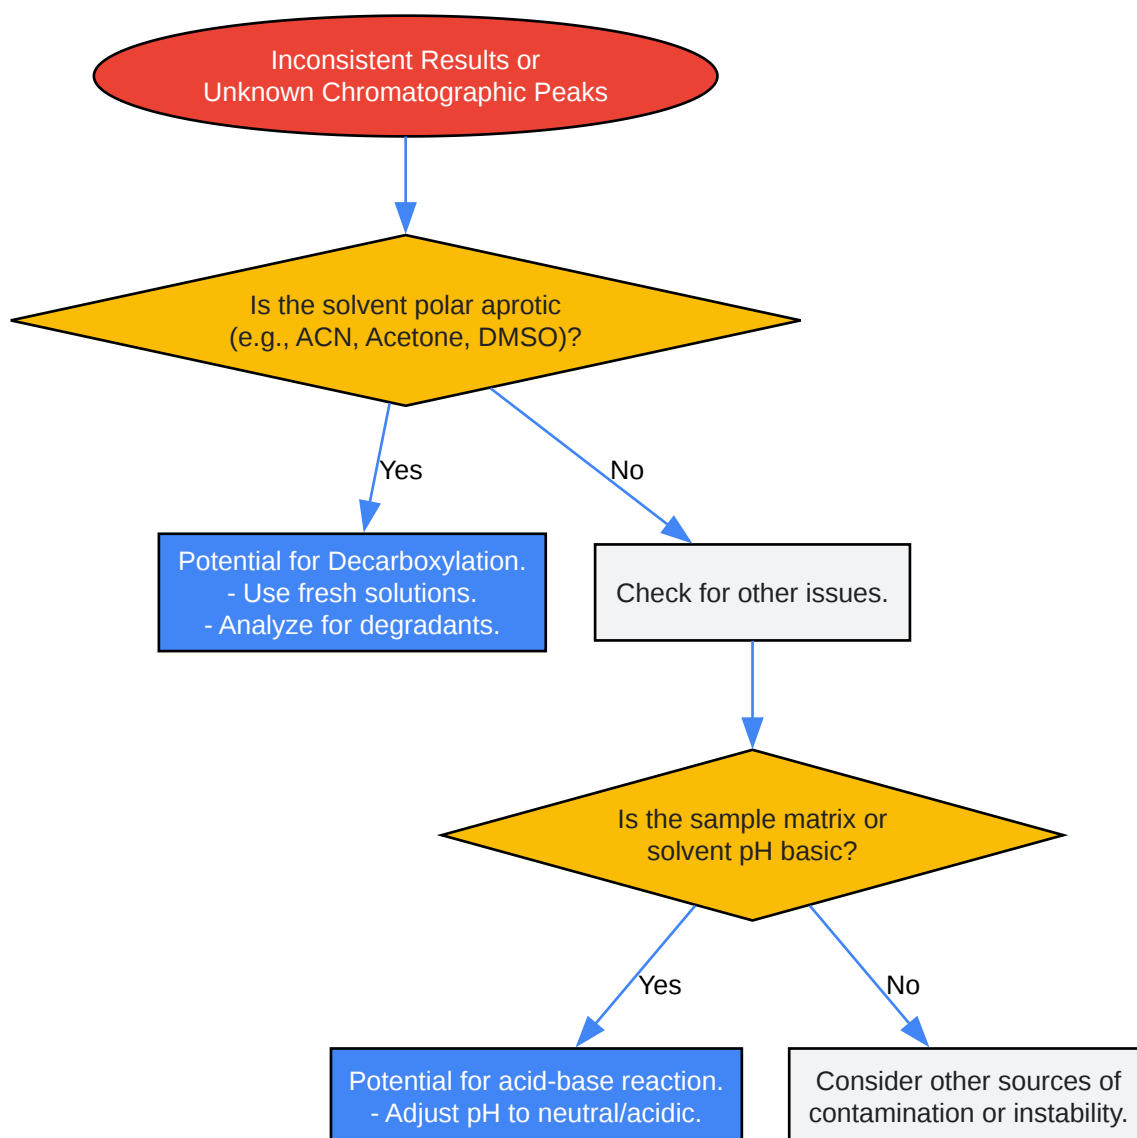 Inconsistent Results or
Unknown Chromatographic Peaks
Is the solvent polar aprotic
(e.g., ACN, Acetone, DMSO)?
Yes
No
Potential for Decarboxylation.
- Use fresh solutions.
- Analyze for degradants.
Check for other issues.
Is the sample matrix or
solvent pH basic?
Yes
No
Potential for acid-base reaction.
- Adjust pH to neutral/acidic.
Consider other sources of
contamination or instability.